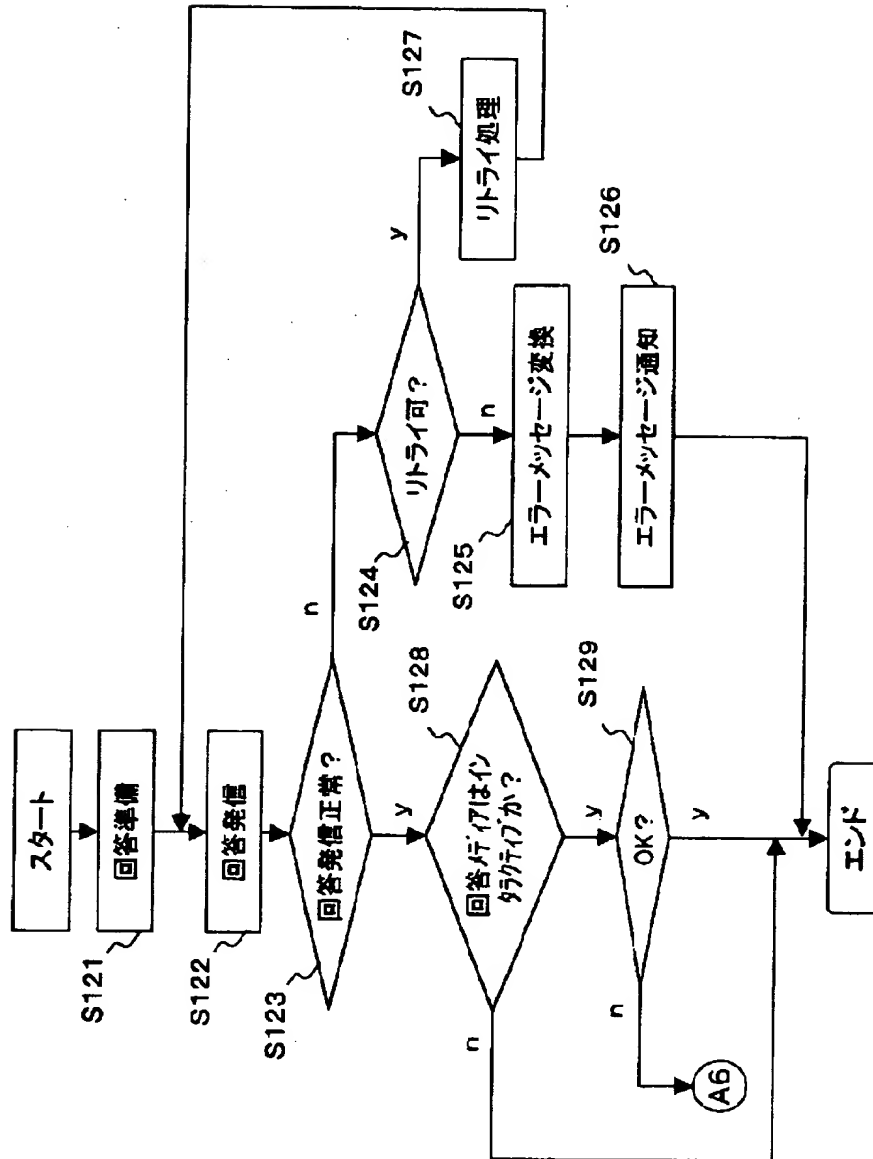 スタート
S121
回答準備
S122
回答発信
S123
回答発信正常？
n
y
S124
リトライ可？
y
n
S127
リトライ処理
S125
エラーメッセージ変換
S126
エラーメッセージ通知
S128
回答メディアはイン
タラクティブか？
n
y
S129
OK？
n
y
A6
エンド